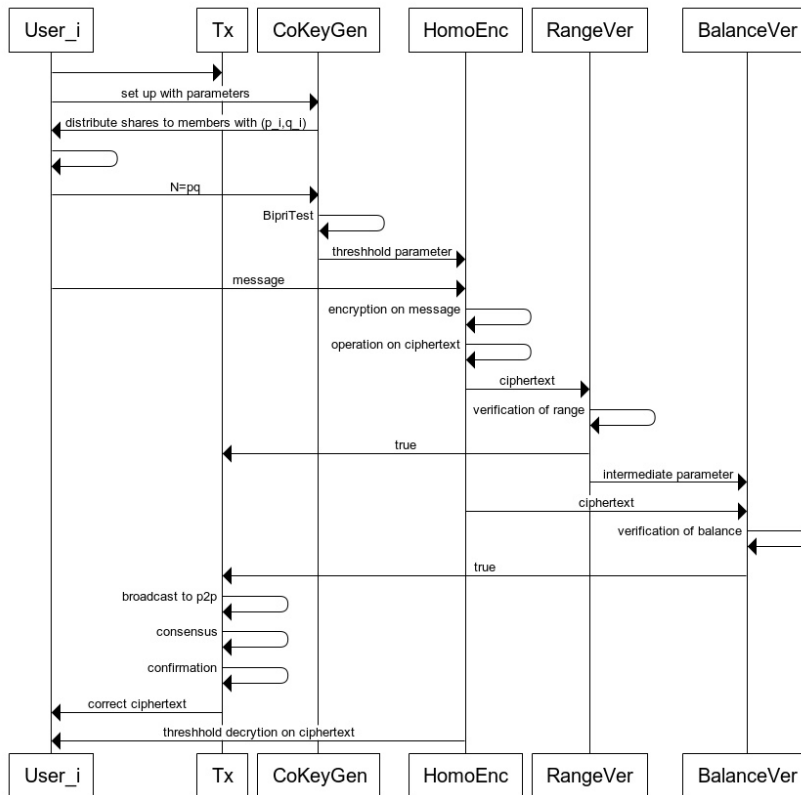 User_i Tx CoKeyGen HomoEnc RangeVer BalanceVer
set up with parameters
distribute shares to members with (p_i,q_i)
N=pq
BipriTest
threshhold parameter
message
encryption on message
operation on ciphertext
ciphertext
verification of range
true
intermediate parameter
ciphertext
verification of balance
true
broadcast to p2p
consensus
confirmation
correct ciphertext
threshhold decrytion on ciphertext
User_i Tx CoKeyGen HomoEnc RangeVer BalanceVer